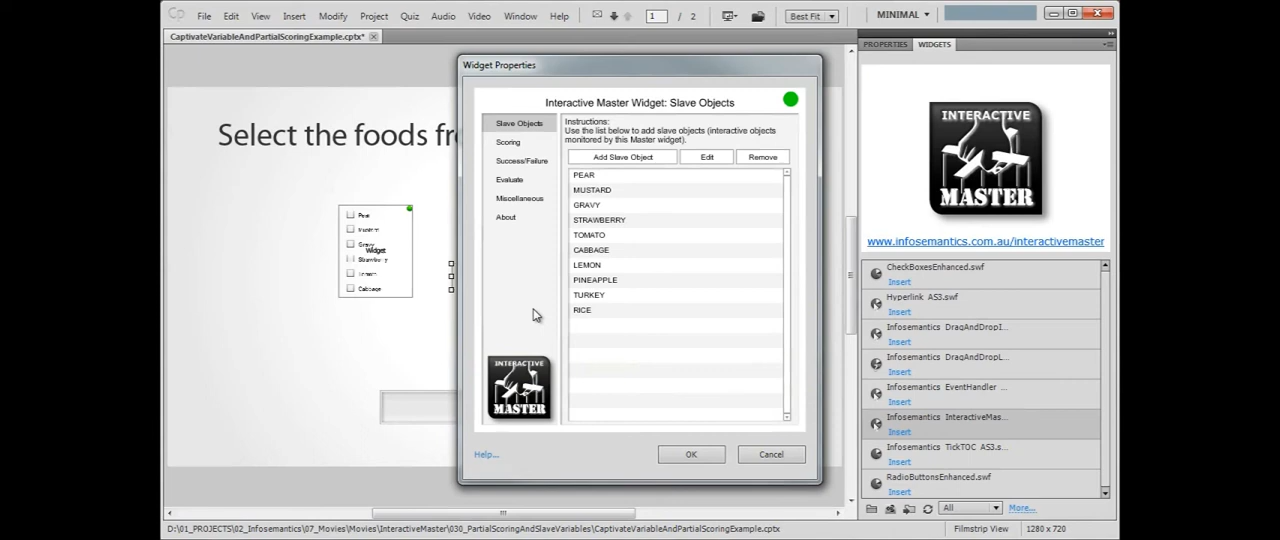 Cp File Edit View Insert Modify Project Quiz Audio Video Window Help 1 / 2 Best Fit MINIMAL
CaptivateVariableAndPartialScoringExample.cptx*
PROPERTIES WIDGETS
Select the foods fr
Pear
Mustard
Gravy
Widget
Strawberry
Lemon
Cabbage
Widget Properties
Interactive Master Widget: Slave Objects
Slave Objects
Scoring
Success/Failure
Evaluate
Miscellaneous
About
INTERACTIVE
MASTER
Instructions:
Use the list below to add slave objects (interactive objects
monitored by this Master widget).
Add Slave Object Edit Remove
PEAR
MUSTARD
GRAVY
STRAWBERRY
TOMATO
CABBAGE
LEMON
PINEAPPLE
TURKEY
RICE
Help... OK Cancel
INTERACTIVE
MASTER
www.infosemantics.com.au/interactivemaster
CheckBoxesEnhanced.swf
Insert
Hyperlink AS3.swf
Insert
Infosemantics DragAndDropI...
Insert
Infosemantics DragAndDropL...
Insert
Infosemantics EventHandler ...
Insert
Infosemantics InteractiveMas...
Insert
Infosemantics TickTOC AS3.s...
Insert
RadioButtonsEnhanced.swf
Insert
All More...
D:\01_PROJECTS\02_Infosemantics\07_Movies\Movies\InteractiveMaster\030_PartialScoringAndSlaveVariables\CaptivateVariableAndPartialScoringExample.cptx Filmstrip View 1280 x 720